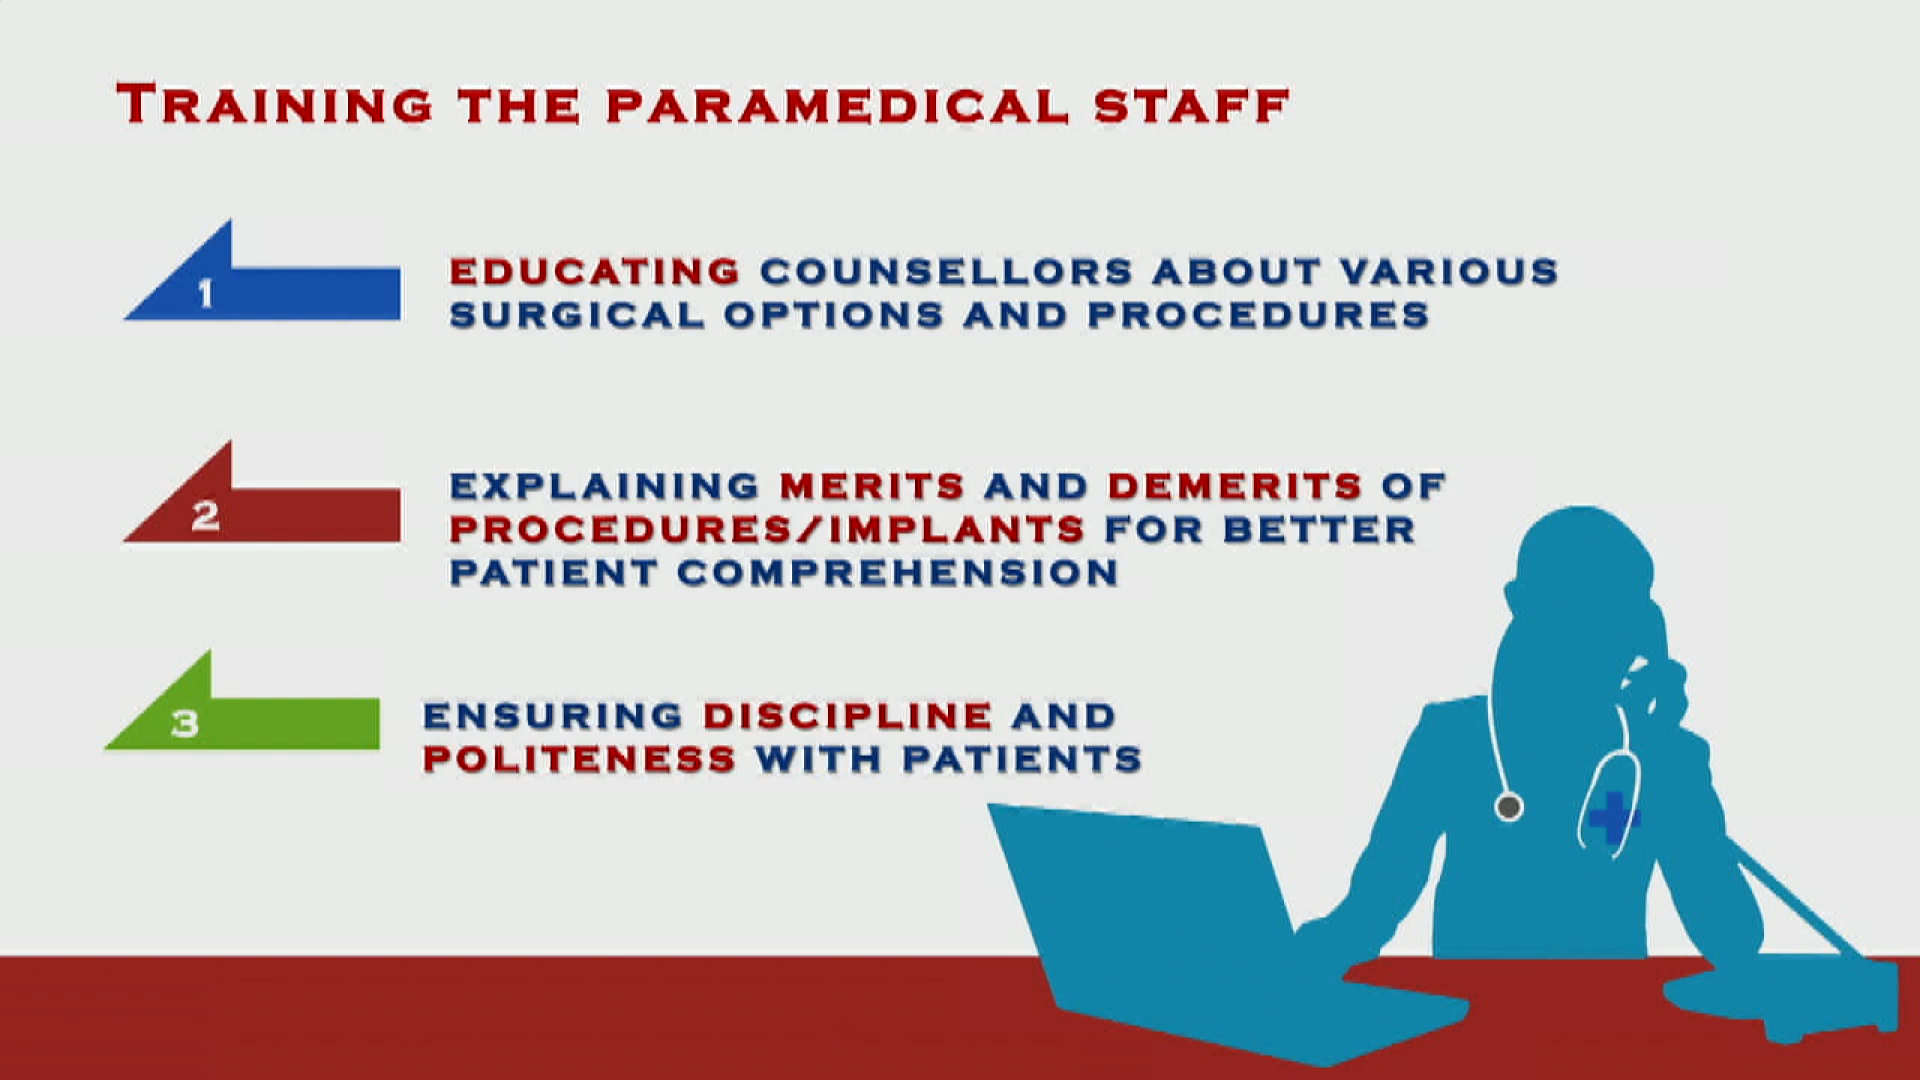 TRAINING THE PARAMEDICAL STAFF
1
EDUCATING COUNSELLORS ABOUT VARIOUS
SURGICAL OPTIONS AND PROCEDURES
2
EXPLAINING MERITS AND DEMERITS OF
PROCEDURES/IMPLANTS FOR BETTER
PATIENT COMPREHENSION
3
ENSURING DISCIPLINE AND
POLITENESS WITH PATIENTS